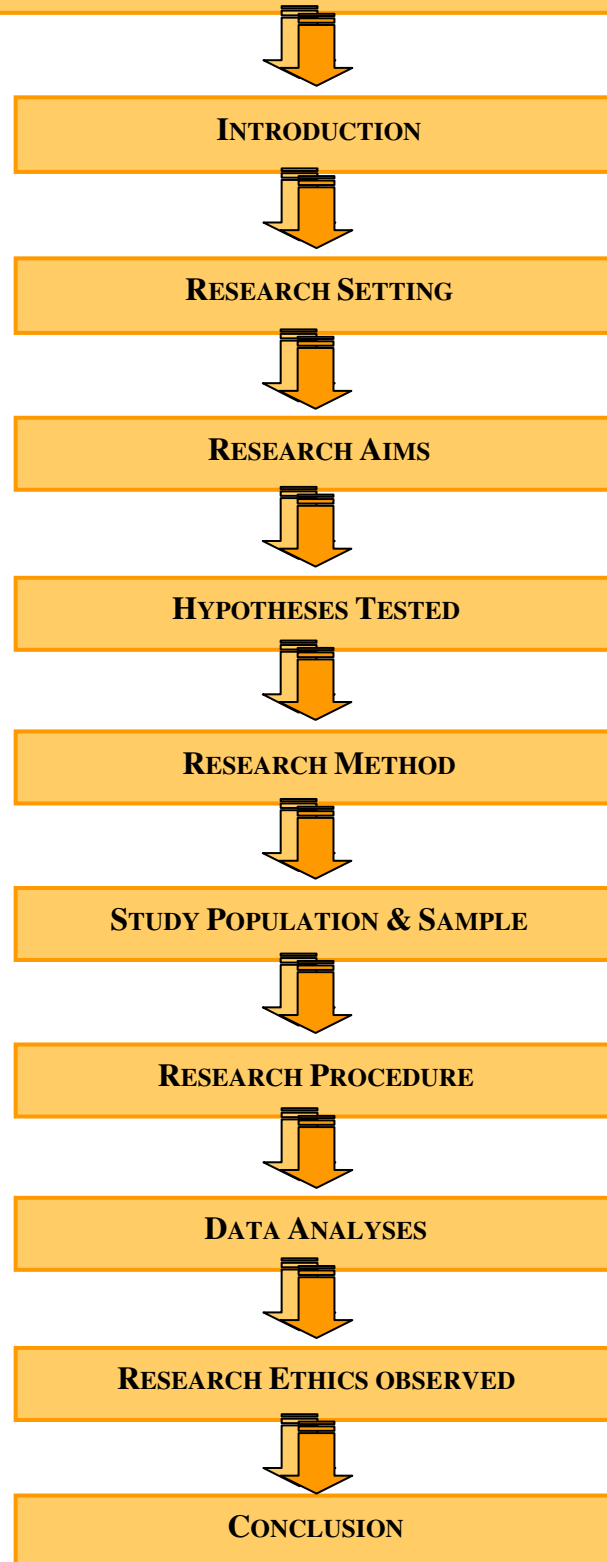 INTRODUCTION
RESEARCH SETTING
RESEARCH AIMS
HYPOTHESES TESTED
RESEARCH METHOD
STUDY POPULATION & SAMPLE
RESEARCH PROCEDURE
DATA ANALYSES
RESEARCH ETHICS OBSERVED
CONCLUSION